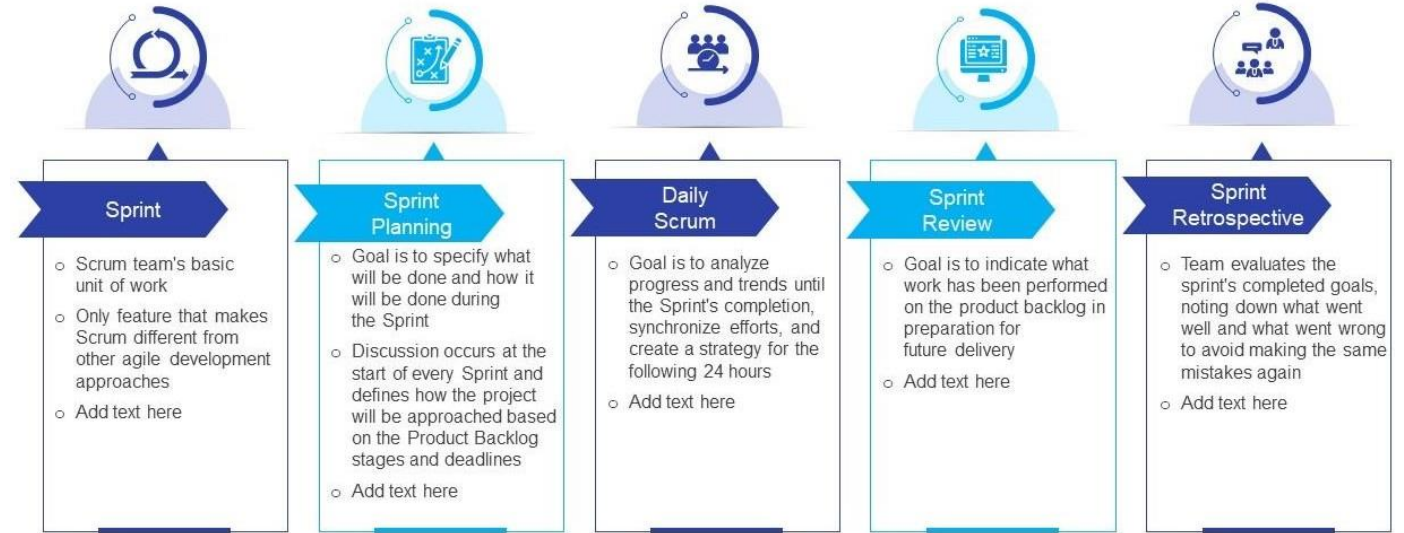 Sprint
○ Scrum team's basic
unit of work
○ Only feature that makes
Scrum different from
other agile development
approaches
○ Add text here
Sprint
Planning
○ Goal is to specify what
will be done and how it
will be done during
the Sprint
○ Discussion occurs at the
start of every Sprint and
defines how the project
will be approached based
on the Product Backlog
stages and deadlines
○ Add text here
Daily
Scrum
○ Goal is to analyze
progress and trends until
the Sprint's completion,
synchronize efforts, and
create a strategy for the
following 24 hours
○ Add text here
Sprint
Review
○ Goal is to indicate what
work has been performed
on the product backlog in
preparation for
future delivery
○ Add text here
Sprint
Retrospective
○ Team evaluates the
sprint's completed goals,
noting down what went
well and what went wrong
to avoid making the same
mistakes again
○ Add text here